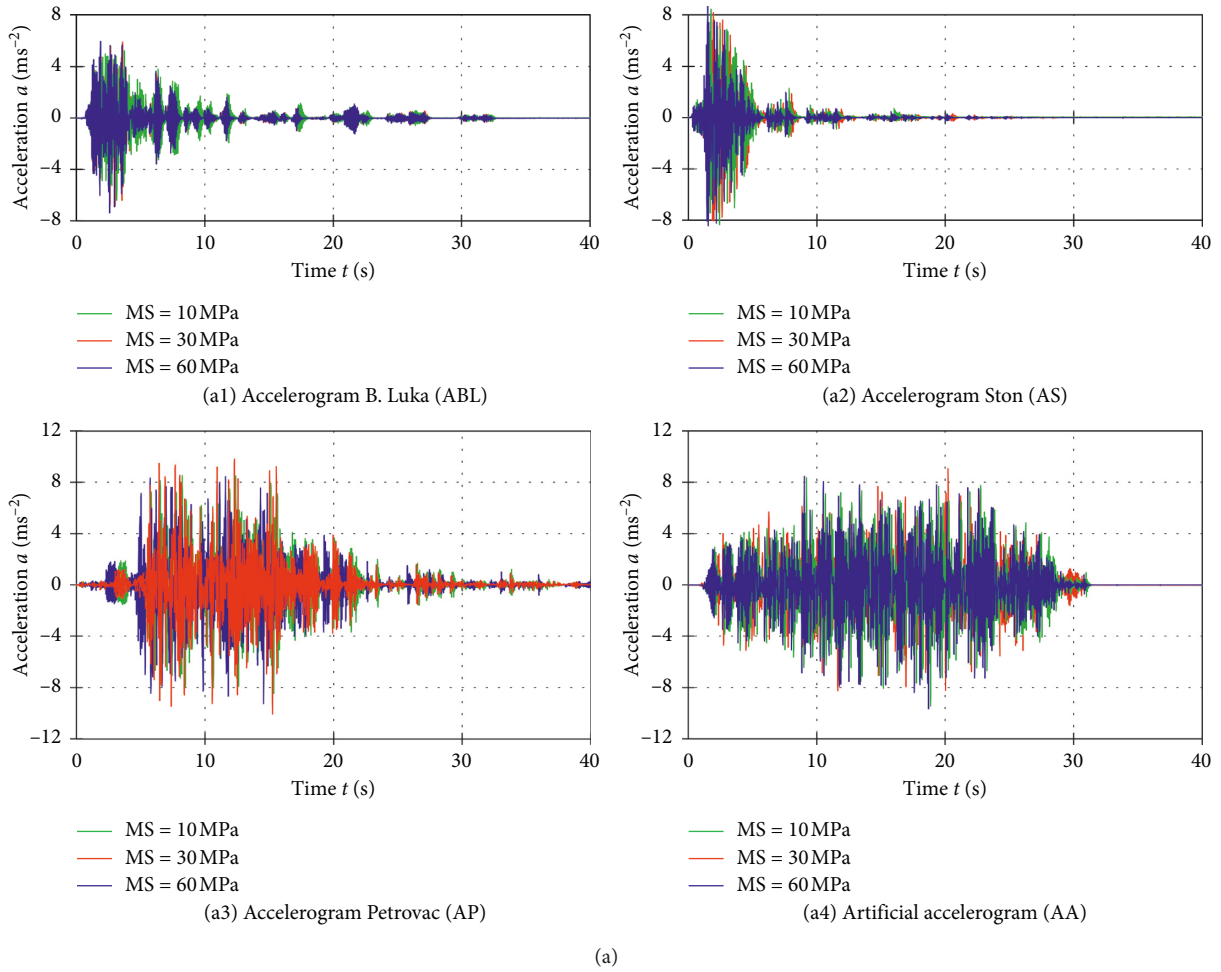 8
4
0
−4
−8
Acceleration a (ms−2)
0 10 20 30 40
Time t (s)
MS = 10 MPa
MS = 30 MPa
MS = 60 MPa
(a1) Accelerogram B. Luka (ABL)
8
4
0
−4
−8
Acceleration a (ms−2)
0 10 20 30 40
Time t (s)
MS = 10 MPa
MS = 30 MPa
MS = 60 MPa
(a2) Accelerogram Ston (AS)
12
8
4
0
−4
−8
−12
Acceleration a (ms−2)
0 10 20 30 40
Time t (s)
MS = 10 MPa
MS = 30 MPa
MS = 60 MPa
(a3) Accelerogram Petrovac (AP)
12
8
4
0
−4
−8
−12
Acceleration a (ms−2)
0 10 20 30 40
Time t (s)
MS = 10 MPa
MS = 30 MPa
MS = 60 MPa
(a4) Artificial accelerogram (AA)
(a)